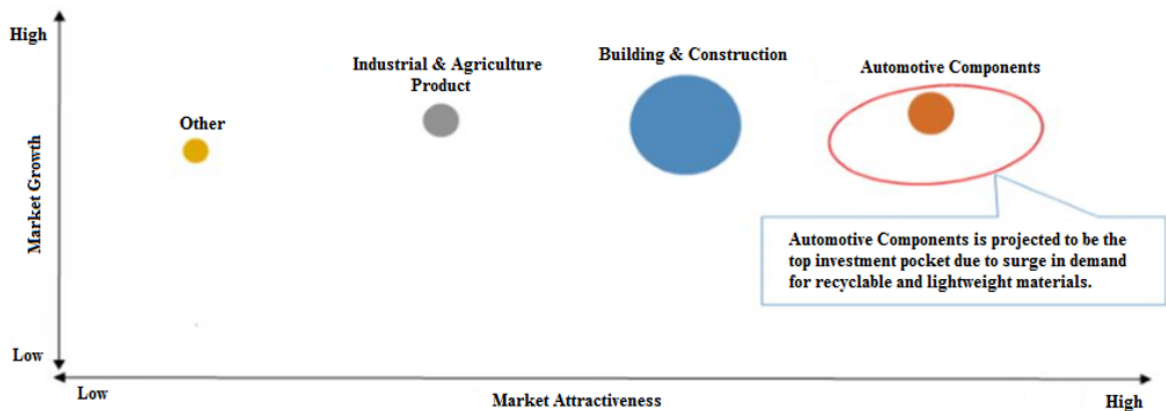 High
Building & Construction
Industrial & Agriculture
Product
Automotive Components
Other
Market Growth
Automotive Components is projected to be the
top investment pocket due to surge in demand
for recyclable and lightweight materials.
Low
Low
Market Attractiveness
High